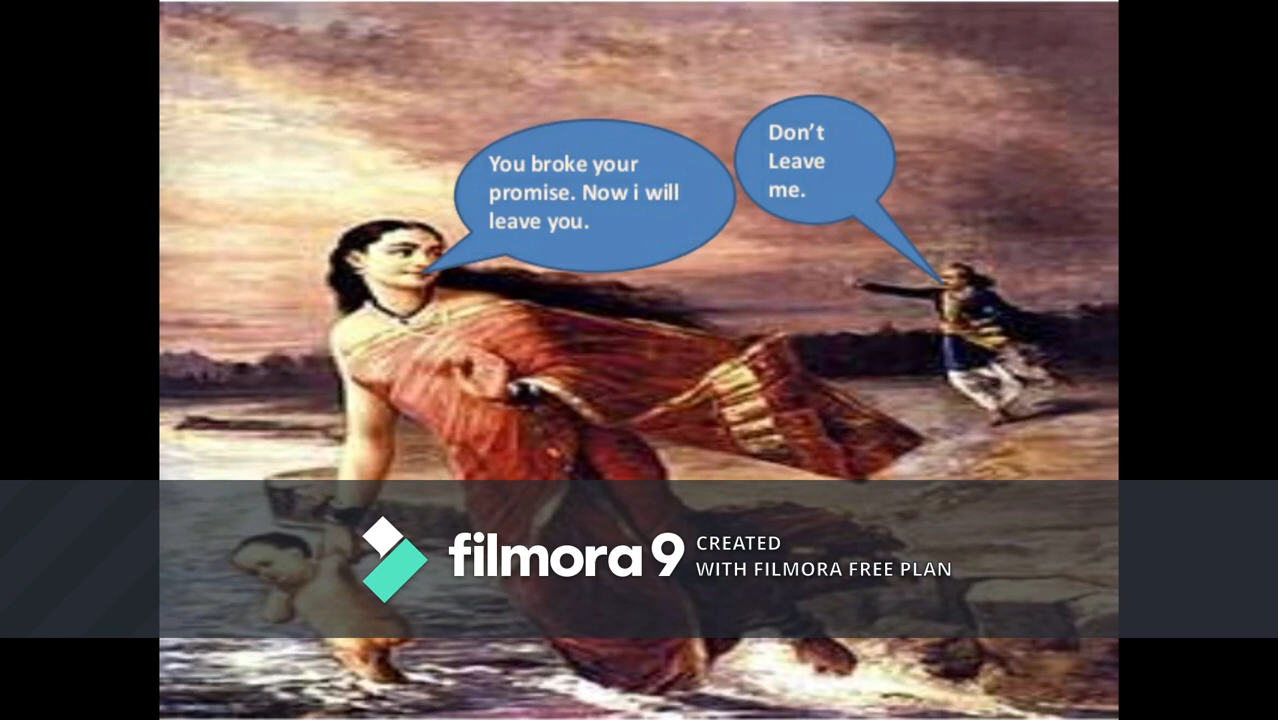 You broke your
promise. Now i will
leave you.
Don’t
Leave
me.
filmora 9
CREATED
WITH FILMORA FREE PLAN